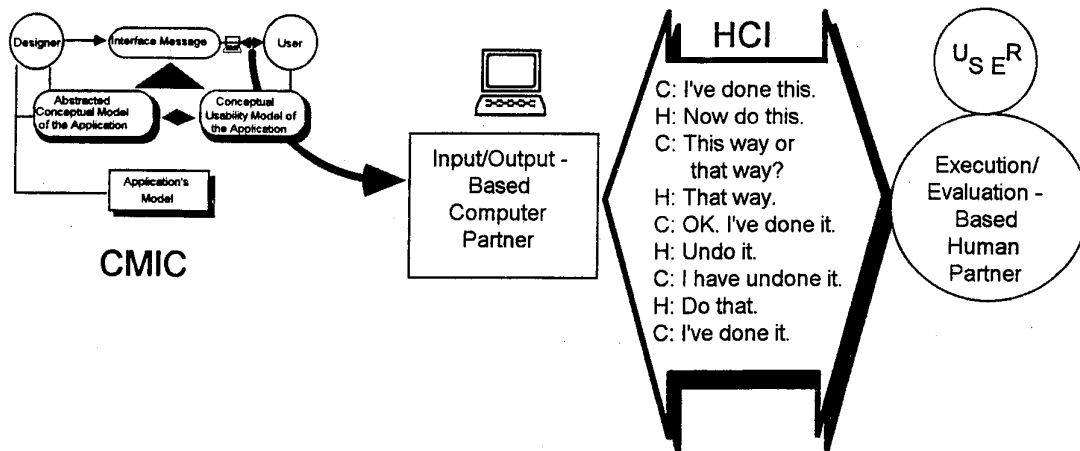 Designer
Interface Message
User
Abstracted
Conceptual Model
of the Application
Conceptual
Usability Model of
the Application
Application's
Model
CMIC
Input/Output -
Based
Computer
Partner
HCI
C: I've done this.
H: Now do this.
C: This way or
that way?
H: That way.
C: OK. I've done it.
H: Undo it.
C: I have undone it.
H: Do that.
C: I've done it.
USER
Execution/
Evaluation -
Based
Human
Partner